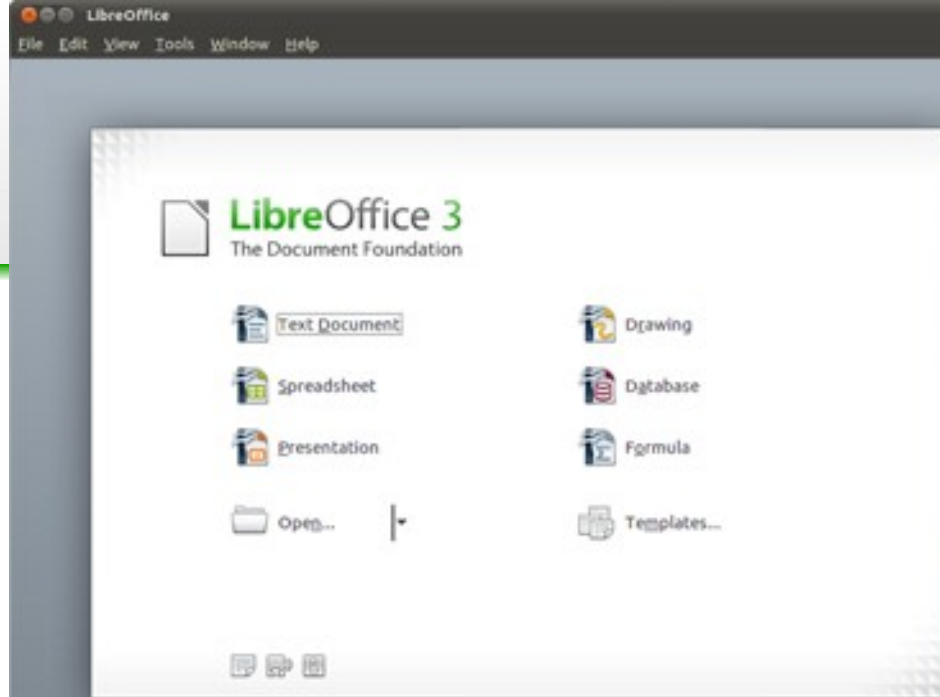 LibreOffice
File Edit View Tools Window Help
LibreOffice 3
The Document Foundation
Text Document
Drawing
Spreadsheet
Database
Presentation
Formula
Open...
Templates...